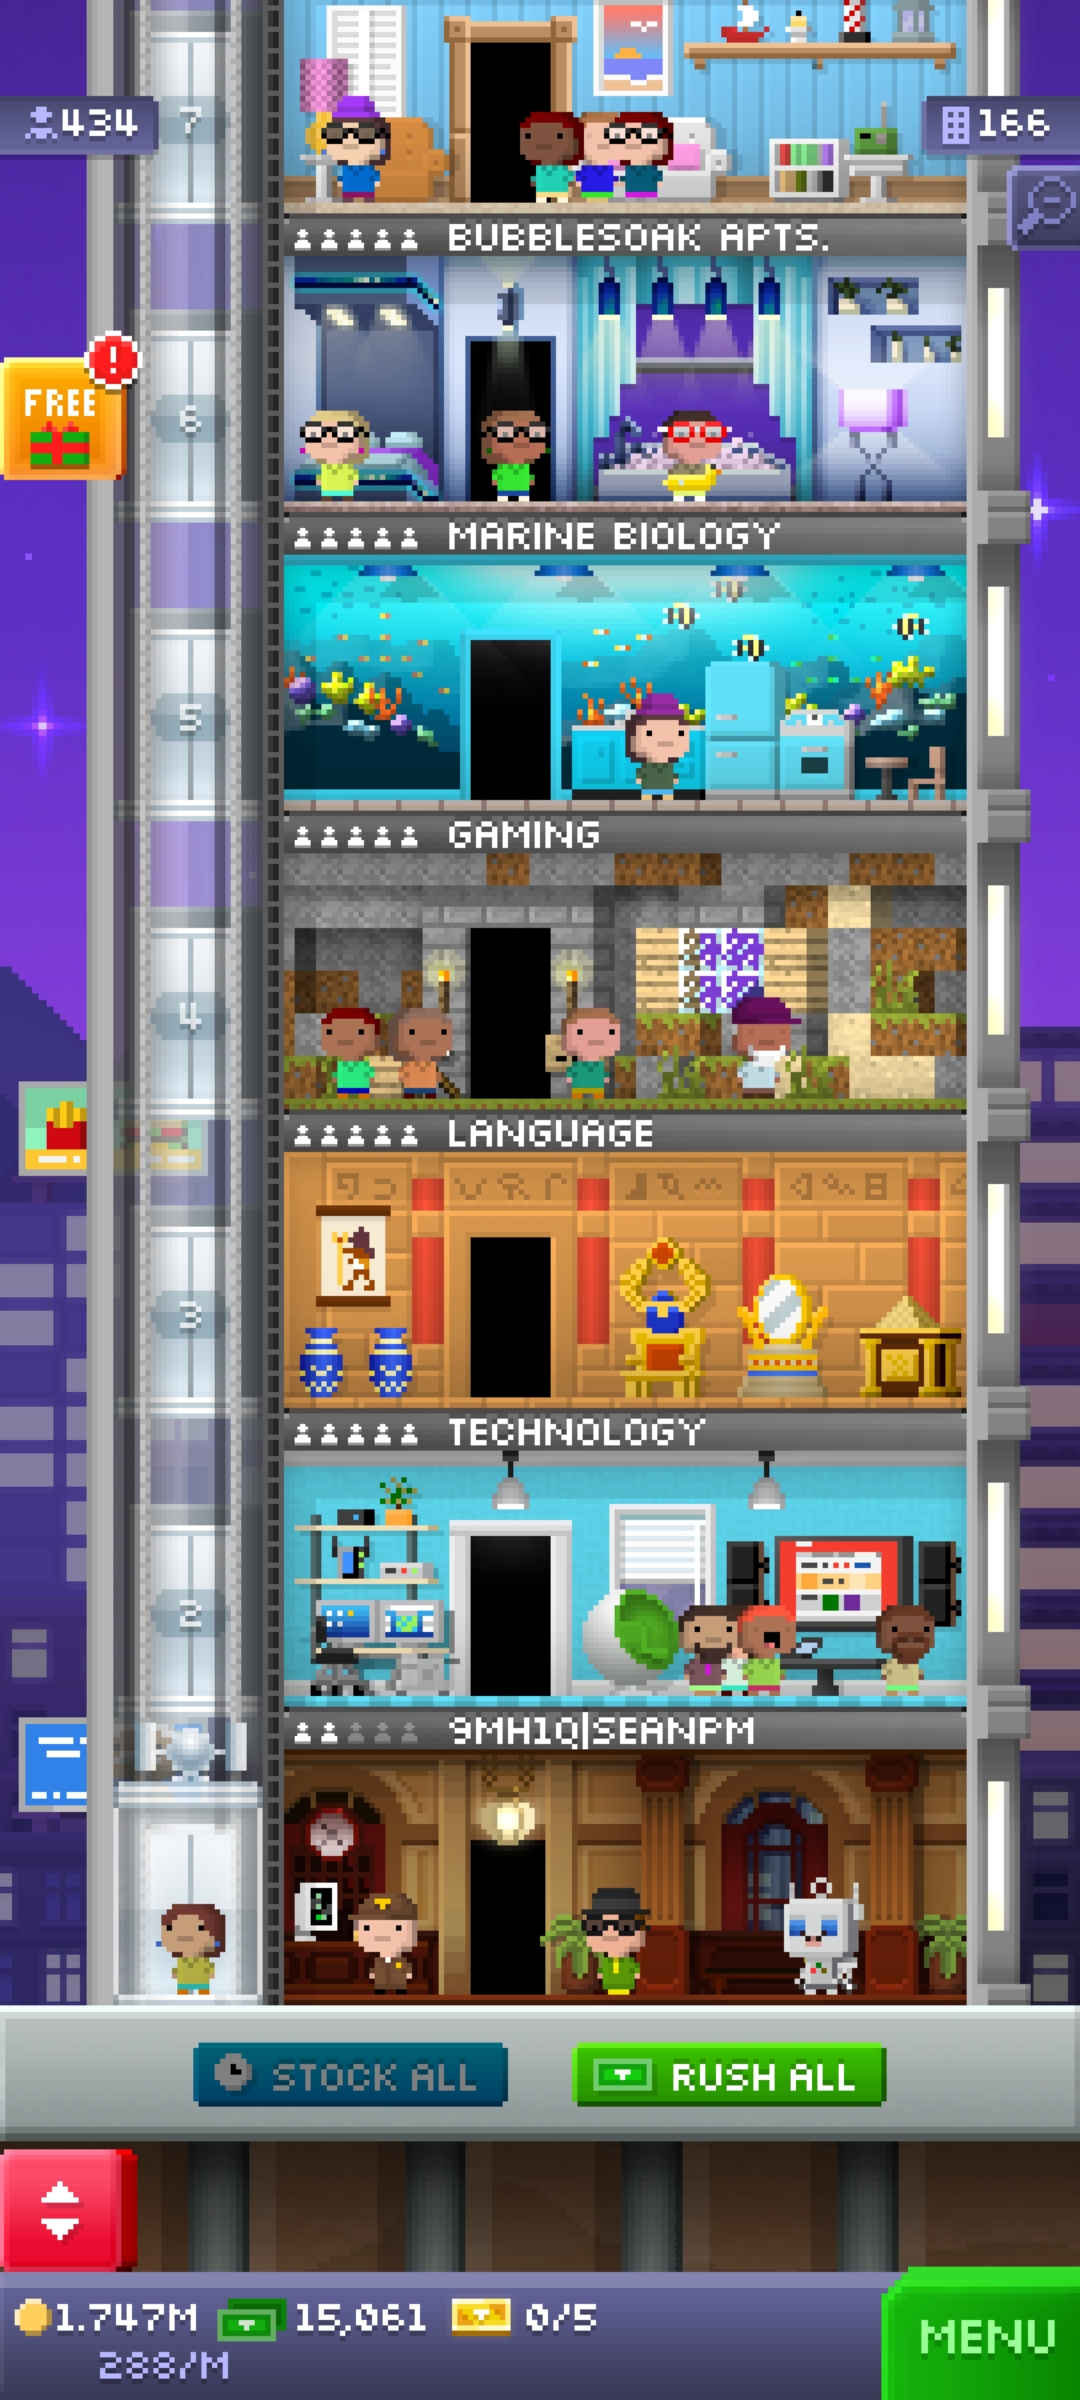 7
434
166
BUBBLESOAK APTS.
FREE
!
6
MARINE BIOLOGY
5
GAMING
4
LANGUAGE
3
TECHNOLOGY
2
9MH1Q|SEANPM
STOCK ALL
RUSH ALL
1.747M
15,061
0/5
288/M
MENU